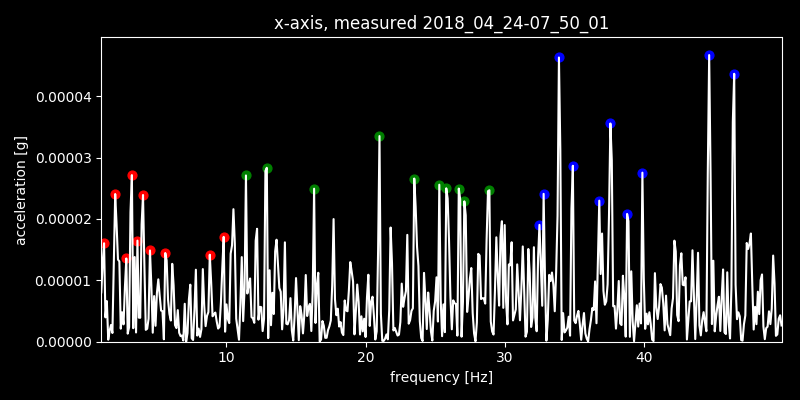 x-axis, measured 2018_04_24-07_50_01
acceleration [g]
0.00004
0.00003
0.00002
0.00001
0.00000
10 20 30 40
frequency [Hz]